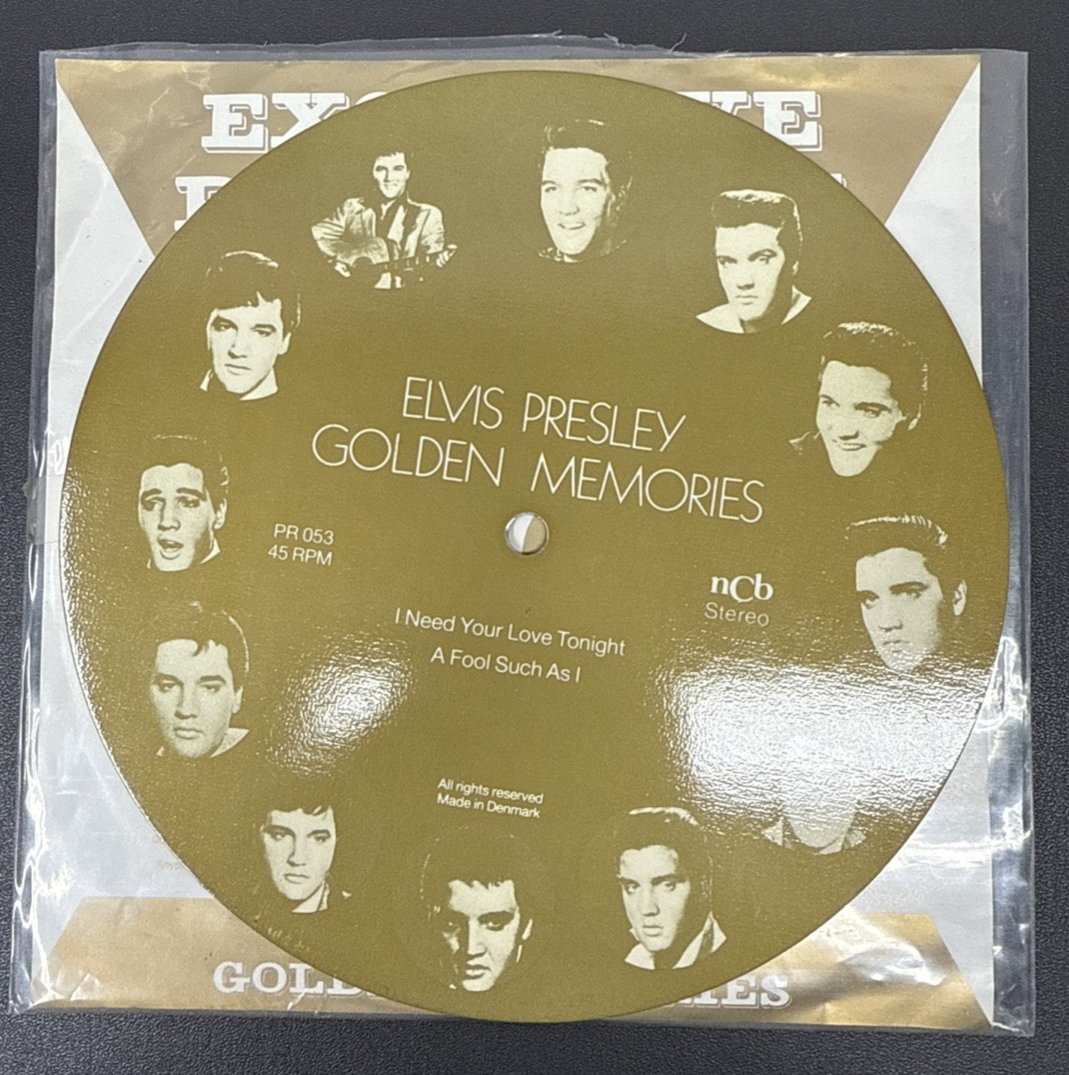 ELVIS PRESLEY
GOLDEN MEMORIES
PR 053
45 RPM
nCb
Stereo
I Need Your Love Tonight
A Fool Such As I
All rights reserved
Made in Denmark